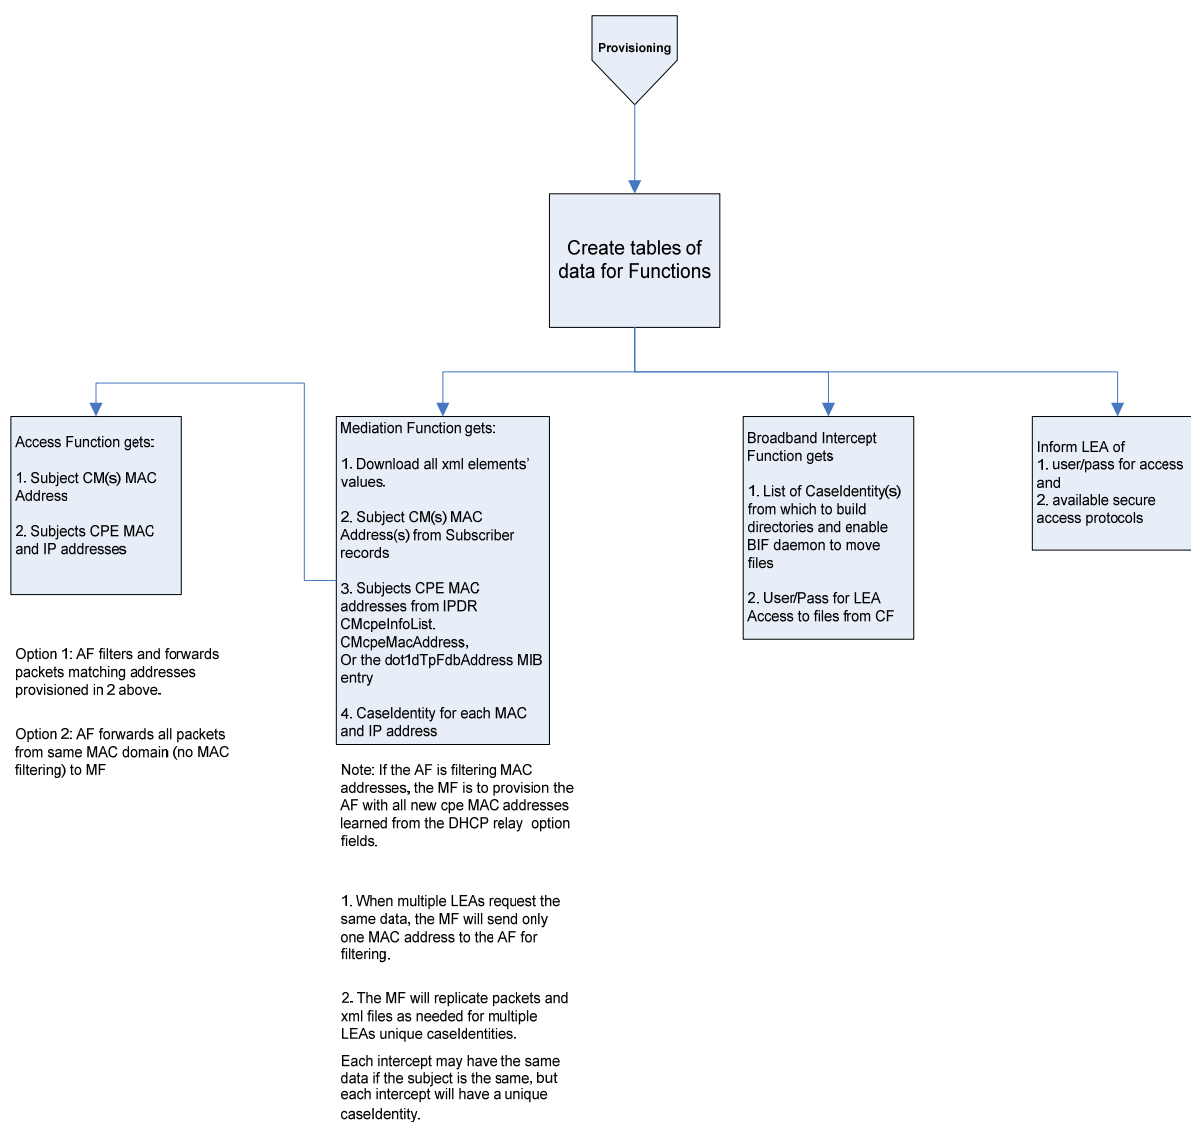 Provisioning
Create tables of
data for Functions
Access Function gets:
1. Subject CM(s) MAC
Address
2. Subjects CPE MAC
and IP addresses
Option 1: AF filters and forwards
packets matching addresses
provisioned in 2 above.
Option 2: AF forwards all packets
from same MAC domain (no MAC
filtering) to MF
Mediation Function gets:
1. Download all xml elements’
values.
2. Subject CM(s) MAC
Address(s) from Subscriber
records
3. Subjects CPE MAC
addresses from IPDR
CMcpeInfoList.
CMcpeMacAddress,
Or the dot1dTpFdbAddress MIB
entry
4. CaseIdentity for each MAC
and IP address
Note: If the AF is filtering MAC
addresses, the MF is to provision the
AF with all new cpe MAC addresses
learned from the DHCP relay option
fields.
1. When multiple LEAs request the
same data, the MF will send only
one MAC address to the AF for
filtering.
2. The MF will replicate packets and
xml files as needed for multiple
LEAs unique caseIdentities.
Each intercept may have the same
data if the subject is the same, but
each intercept will have a unique
caseIdentity.
Broadband Intercept
Function gets
1. List of CaseIdentity(s)
from which to build
directories and enable
BIF daemon to move
files
2. User/Pass for LEA
Access to files from CF
Inform LEA of
1. user/pass for access
and
2. available secure
access protocols